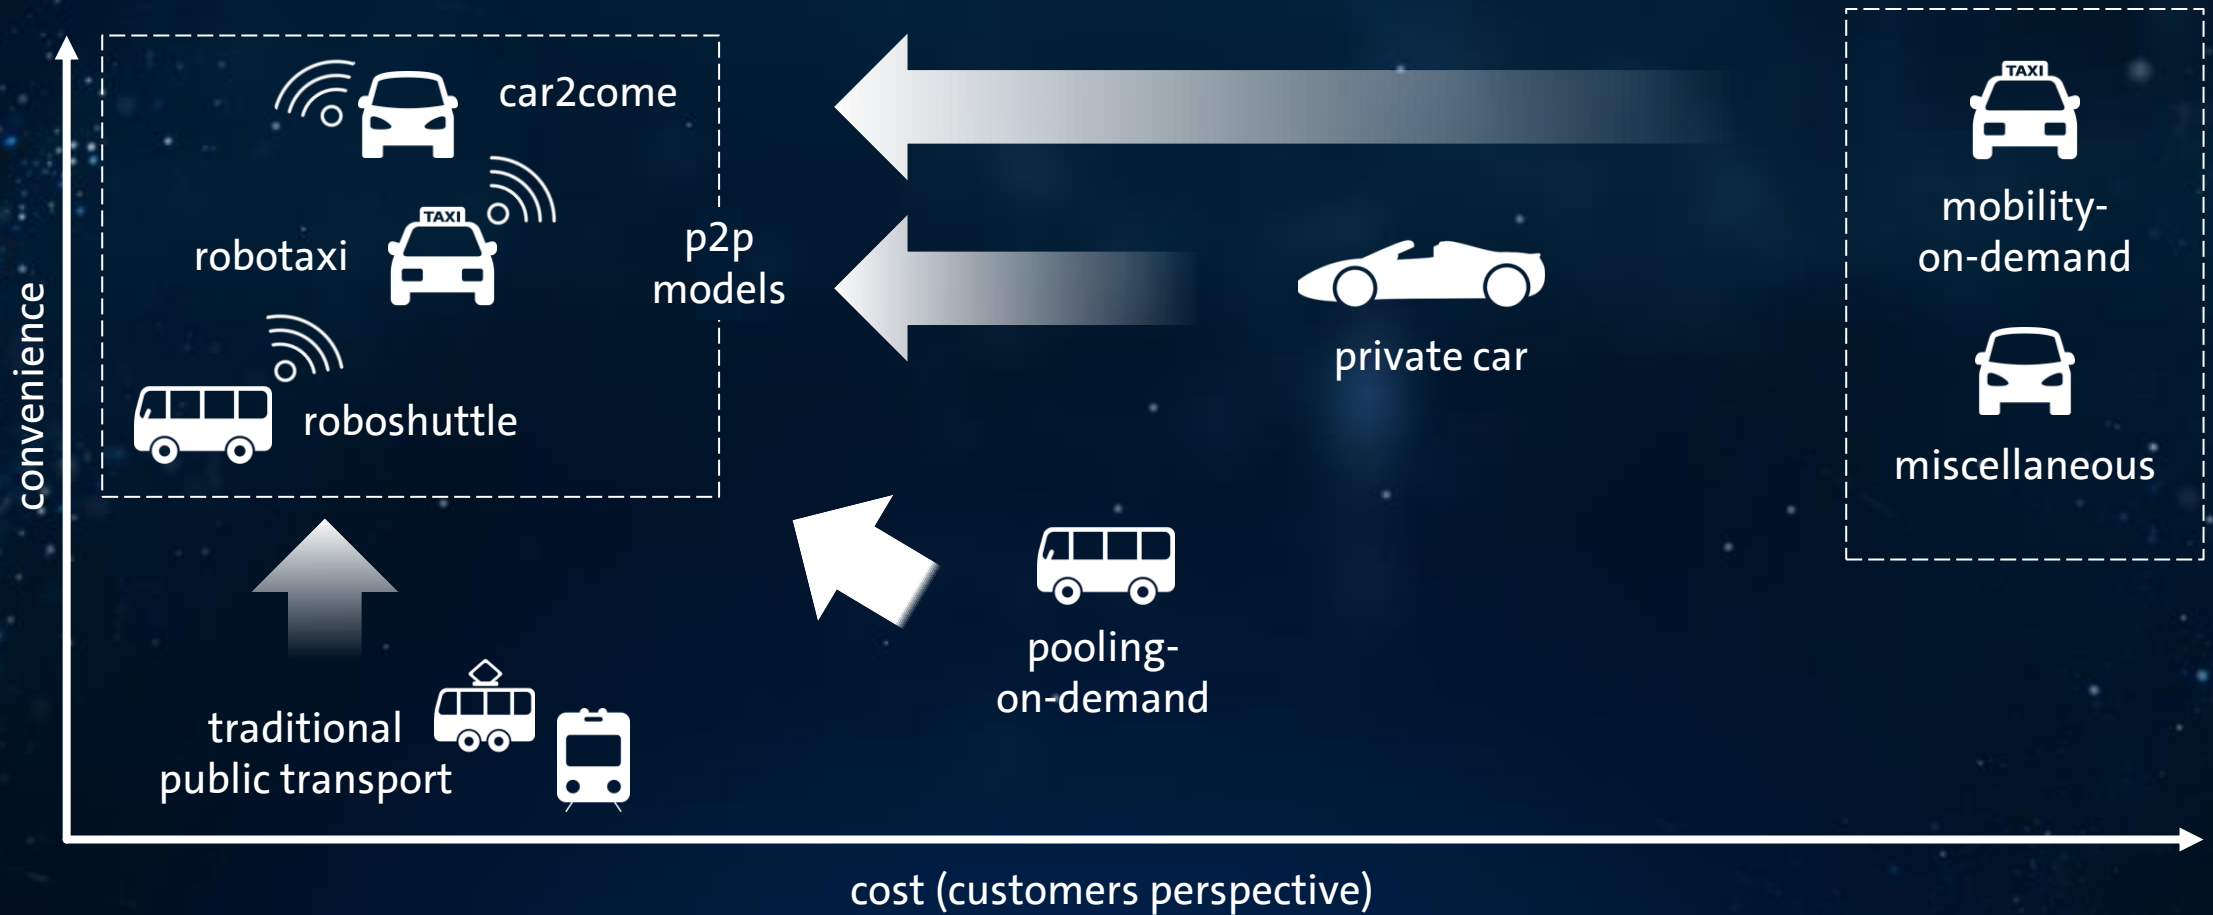 convenience
car2come
TAXI
robotaxi
p2p
models
roboshuttle
private car
TAXI
mobility-
on-demand
miscellaneous
pooling-
on-demand
traditional
public transport
cost (customers perspective)